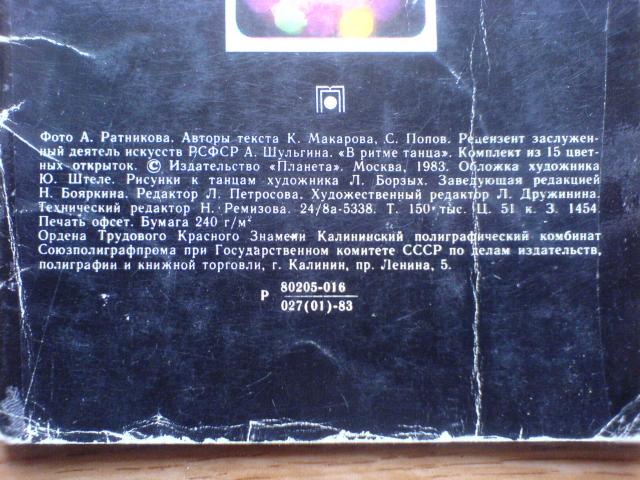 Фото А. Ратникова. Авторы текста К. Макарова, С. Попов. Рецензент заслужен-
ный деятель искусств РСФСР А. Шульгина. «В ритме танца». Комплект из 15 цвет-
ных открыток. © Издательство «Планета». Москва, 1983. Обложка художника
Ю. Штеле. Рисунки к танцам художника Л. Борзых. Заведующая редакцией
Н. Бояркина. Редактор Л. Петросова. Художественный редактор Л. Дружинина.
Технический редактор Н. Ремизова. 24/8а-5338. Т. 150 тыс. Ц. 51 к. З. 1454.
Печать офсет. Бумага 240 г/м²
Ордена Трудового Красного Знамени Калининский полиграфический комбинат
Союзполиграфпрома при Государственном комитете СССР по делам издательств,
полиграфии и книжной торговли, г. Калинин, пр. Ленина, 5.
Р 80205-016
027(01)-83